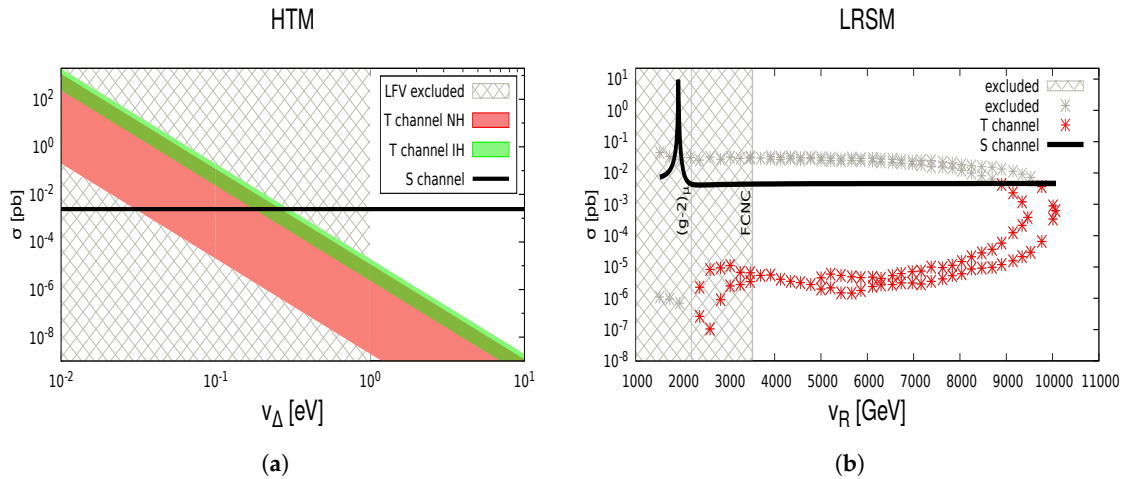 HTM
LRSM
σ [pb]
10^2
10^0
10^-2
10^-4
10^-6
10^-8
10^-2
10^-1
10^0
10^1
v_Δ [eV]
LFV excluded
T channel NH
T channel IH
S channel
(a)
σ [pb]
10^1
10^0
10^-1
10^-2
10^-3
10^-4
10^-5
10^-6
10^-7
10^-8
1000 2000 3000 4000 5000 6000 7000 8000 9000 10000 11000
v_R [GeV]
(g-2)_μ
FCNC
excluded
excluded
T channel
S channel
(b)